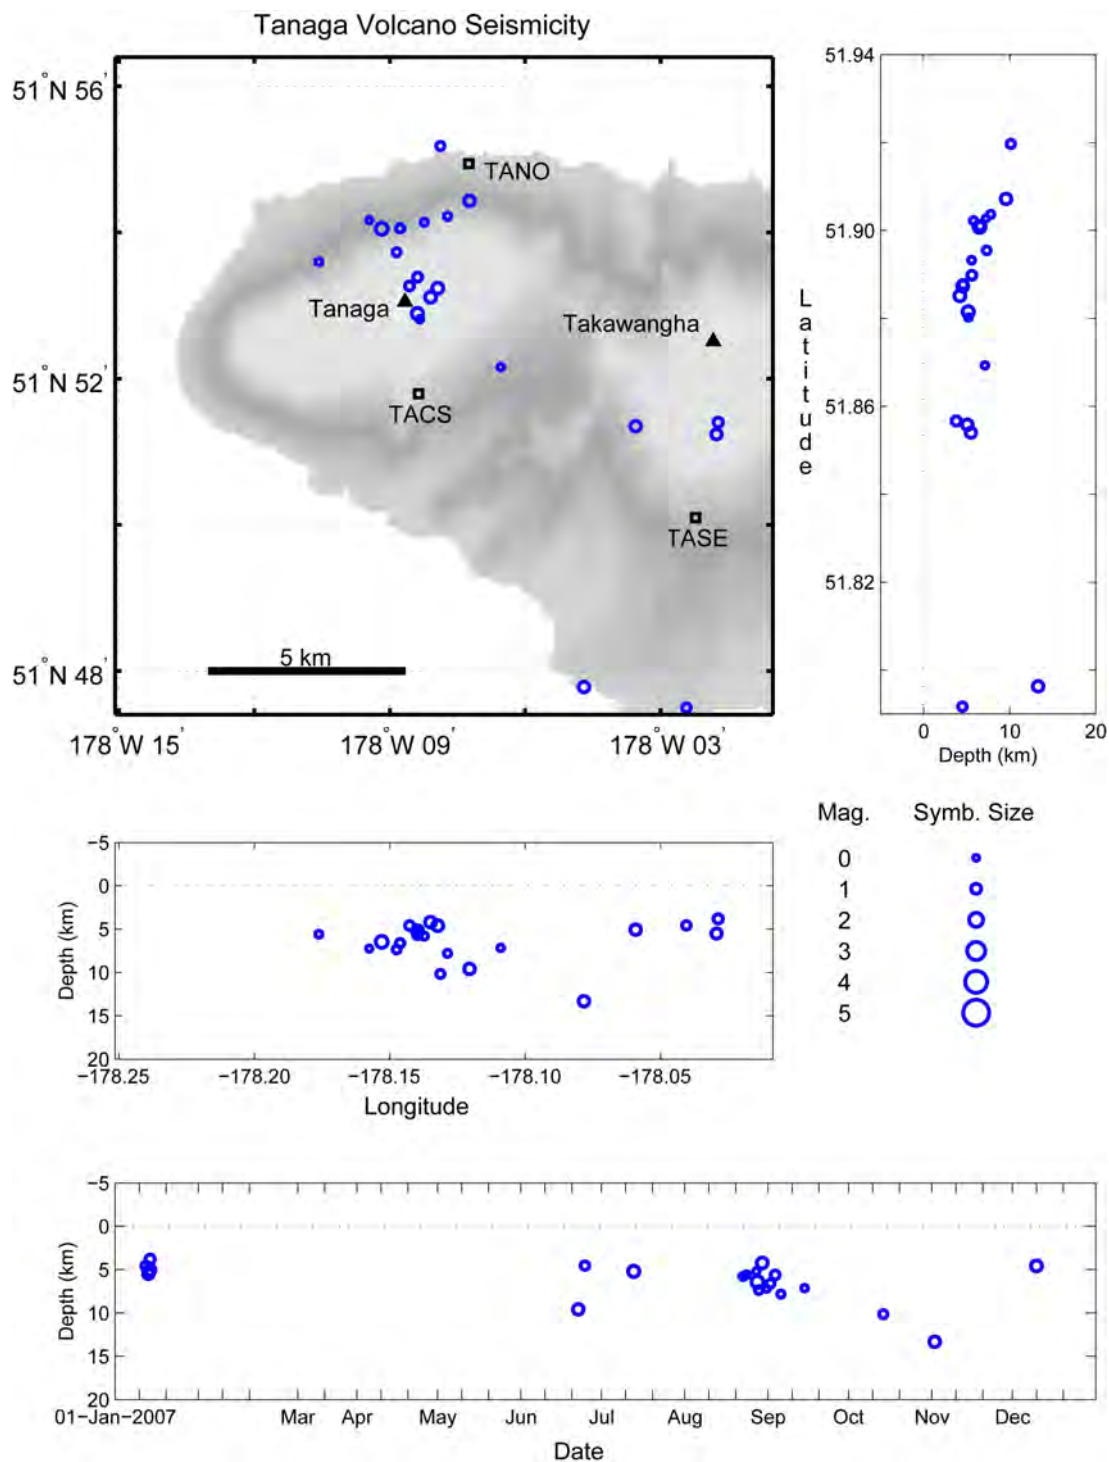 Tanaga Volcano Seismicity
51°N 56'
51°N 52'
51°N 48'
178°W 15'
178°W 09'
178°W 03'
TANO
Tanaga
Takawangha
TACS
TASE
5 km
51.94
51.90
51.86
51.82
Latitude
0
10
20
Depth (km)
Mag.
Symb. Size
0
1
2
3
4
5
−5
0
5
10
15
20
Depth (km)
−178.25
−178.20
−178.15
−178.10
−178.05
Longitude
−5
0
5
10
15
20
Depth (km)
01−Jan−2007
Mar
Apr
May
Jun
Jul
Aug
Sep
Oct
Nov
Dec
Date